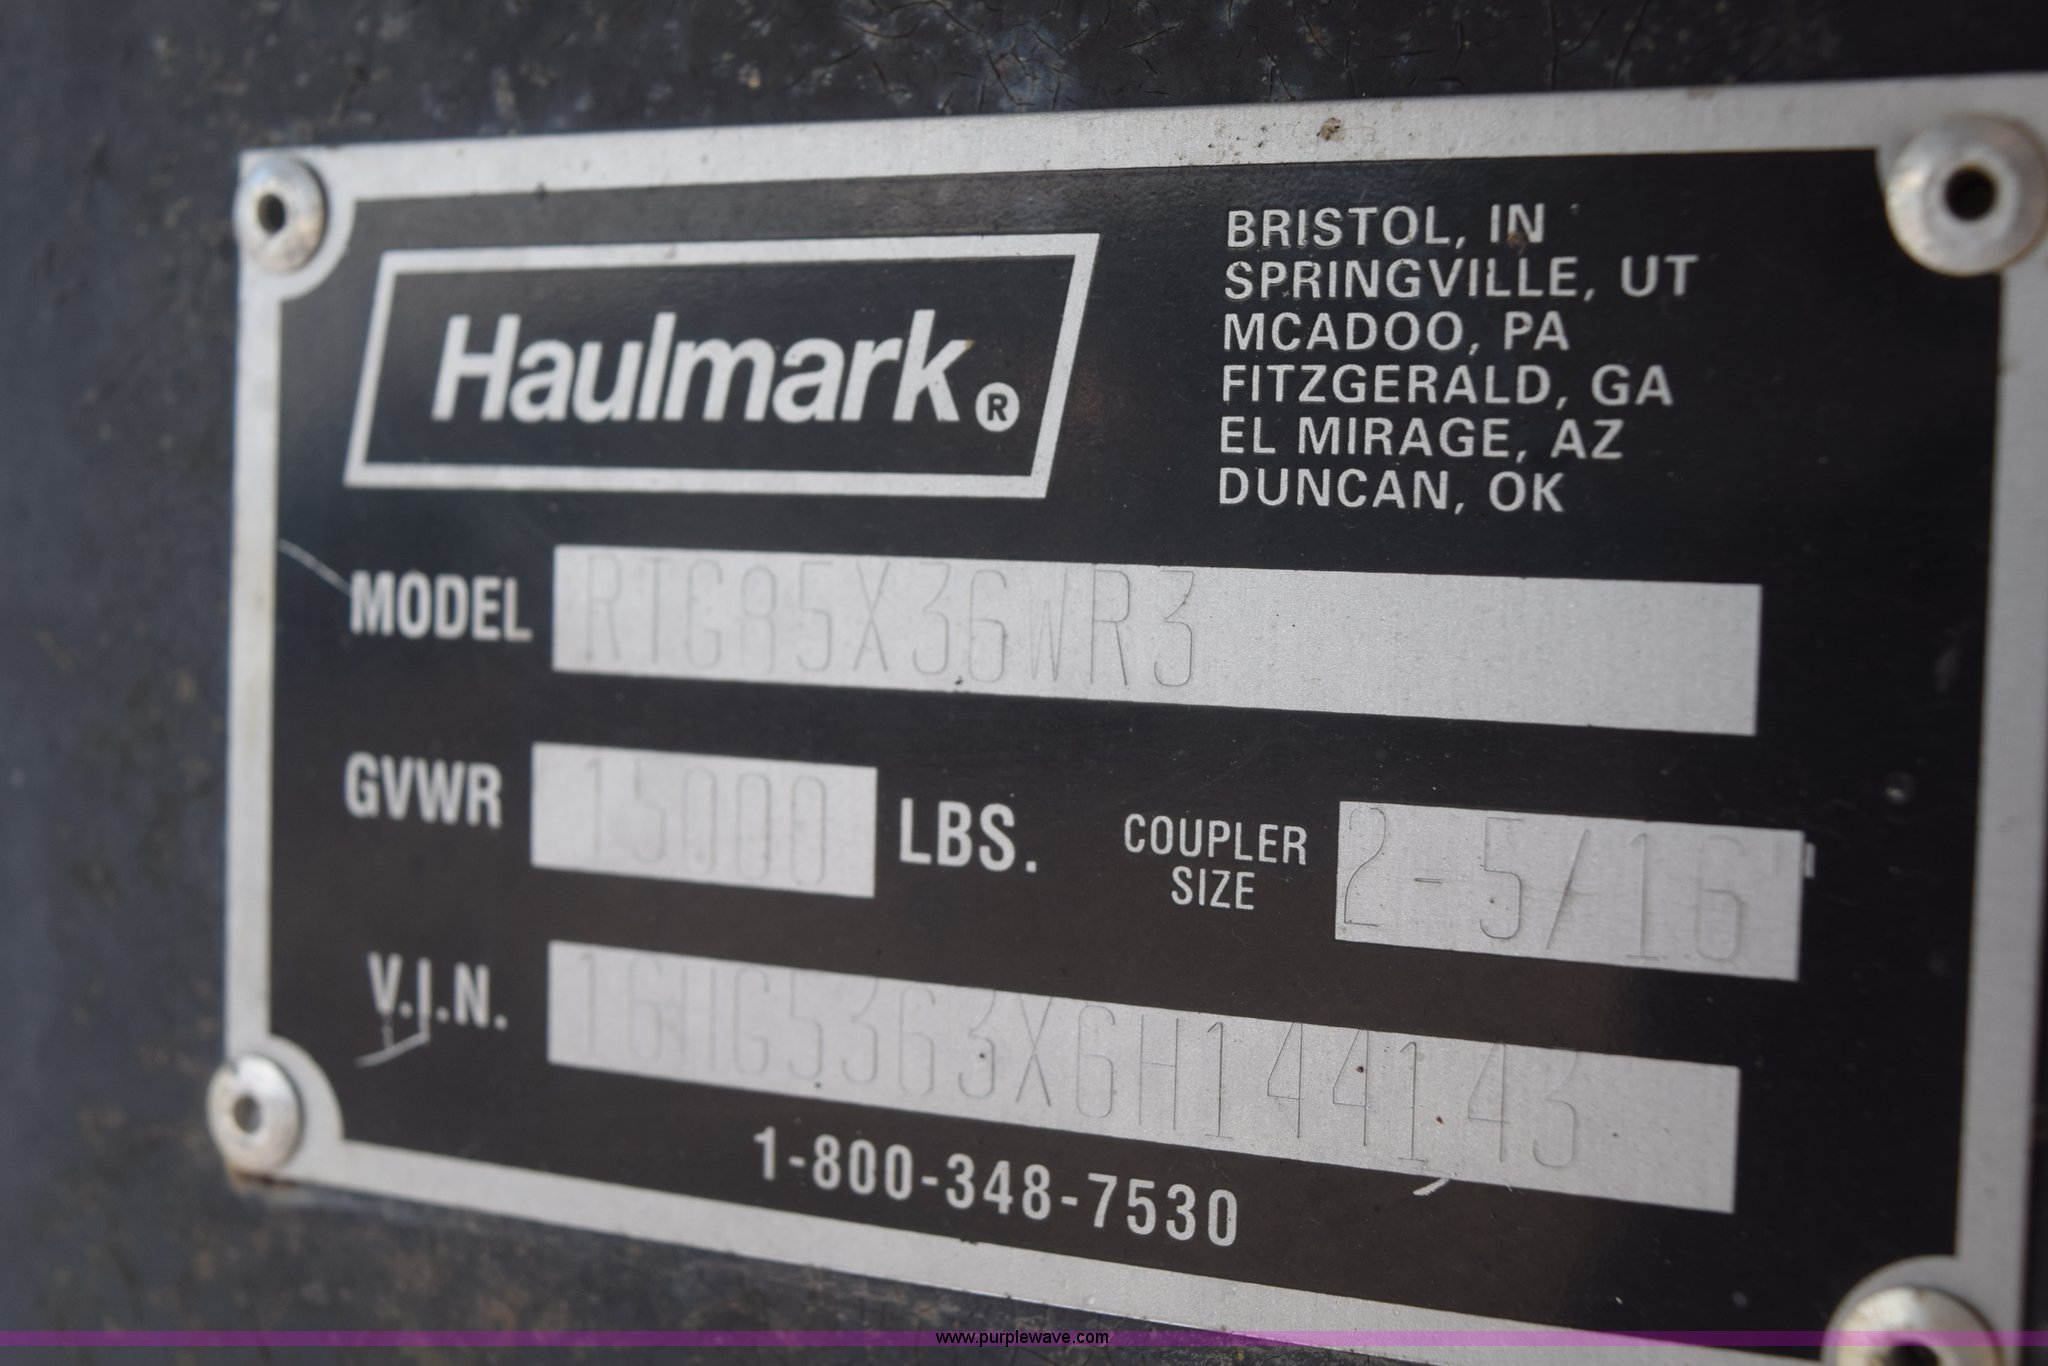 Haulmark®
BRISTOL, IN
SPRINGVILLE, UT
MCADOO, PA
FITZGERALD, GA
EL MIRAGE, AZ
DUNCAN, OK
MODEL RTG85X36WR3
GVWR 15000 LBS.
COUPLER SIZE 2-5/16"
V.I.N. 16HG5363X6H144143
1-800-348-7530
www.purplewave.com